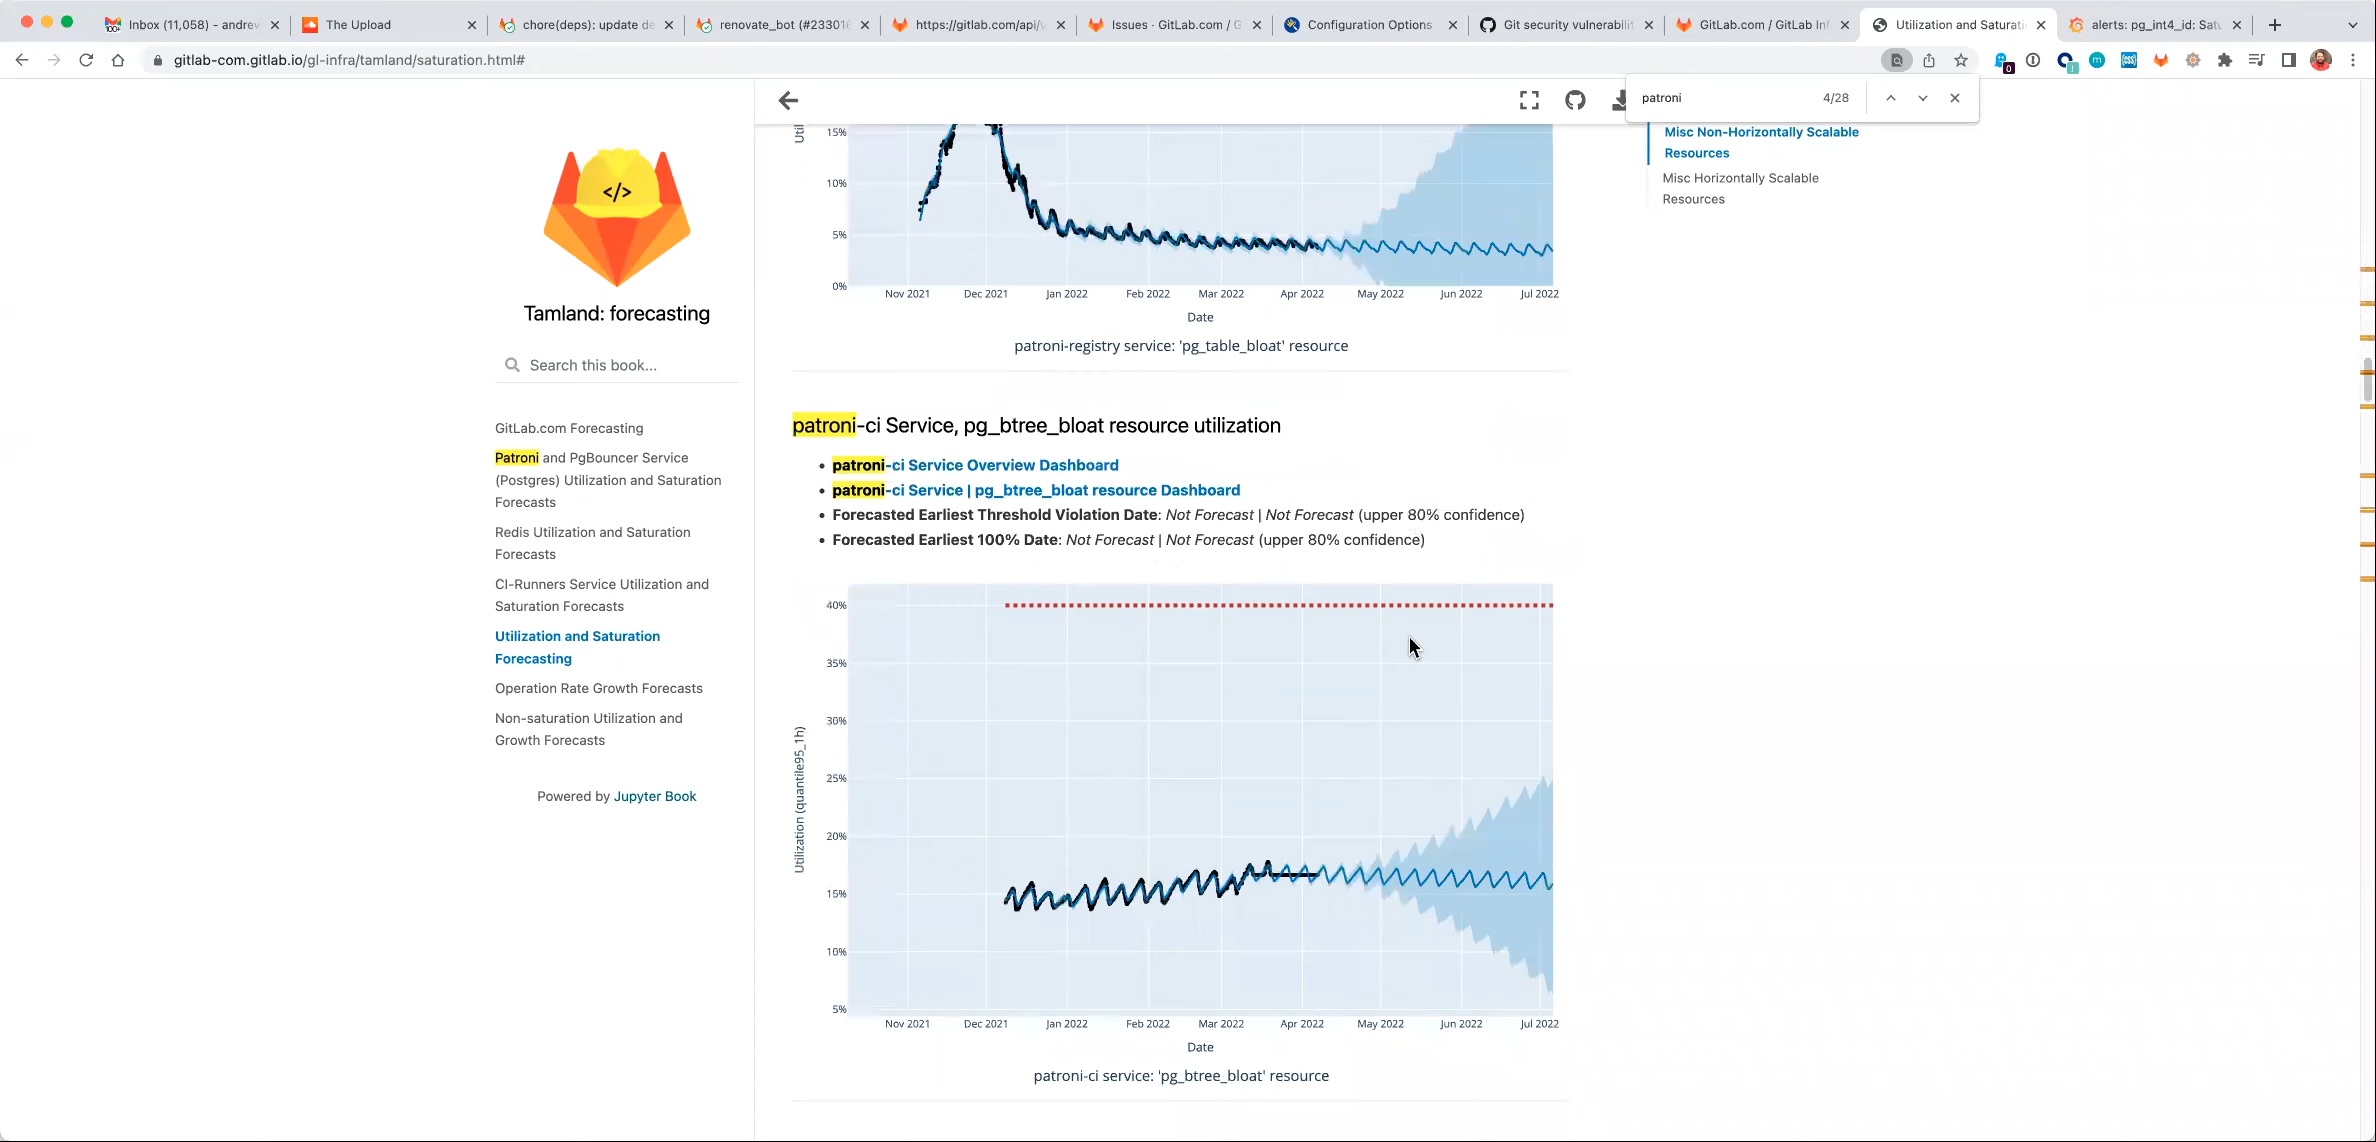 Inbox (11,058) - andrew
The Upload
chore(deps): update de
renovate_bot (#23301
https://gitlab.com/api/v
Issues · GitLab.com / G
Configuration Options
Git security vulnerabilit
GitLab.com / GitLab Inf
Utilization and Saturati
alerts: pg_int4_id: Satu
gitlab-com.gitlab.io/gl-infra/tamland/saturation.html#
patroni
4/28
</>
Tamland: forecasting
Search this book...
GitLab.com Forecasting
Patroni and PgBouncer Service
(Postgres) Utilization and Saturation
Forecasts
Redis Utilization and Saturation
Forecasts
CI-Runners Service Utilization and
Saturation Forecasts
Utilization and Saturation
Forecasting
Operation Rate Growth Forecasts
Non-saturation Utilization and
Growth Forecasts
Powered by Jupyter Book
Misc Non-Horizontally Scalable
Resources
Misc Horizontally Scalable
Resources
Util
15%
10%
5%
0%
Nov 2021 Dec 2021 Jan 2022 Feb 2022 Mar 2022 Apr 2022 May 2022 Jun 2022 Jul 2022
Date
patroni-registry service: 'pg_table_bloat' resource
patroni-ci Service, pg_btree_bloat resource utilization
• patroni-ci Service Overview Dashboard
• patroni-ci Service | pg_btree_bloat resource Dashboard
• Forecasted Earliest Threshold Violation Date: Not Forecast | Not Forecast (upper 80% confidence)
• Forecasted Earliest 100% Date: Not Forecast | Not Forecast (upper 80% confidence)
Utilization (quantile95_1h)
40%
35%
30%
25%
20%
15%
10%
5%
Nov 2021 Dec 2021 Jan 2022 Feb 2022 Mar 2022 Apr 2022 May 2022 Jun 2022 Jul 2022
Date
patroni-ci service: 'pg_btree_bloat' resource